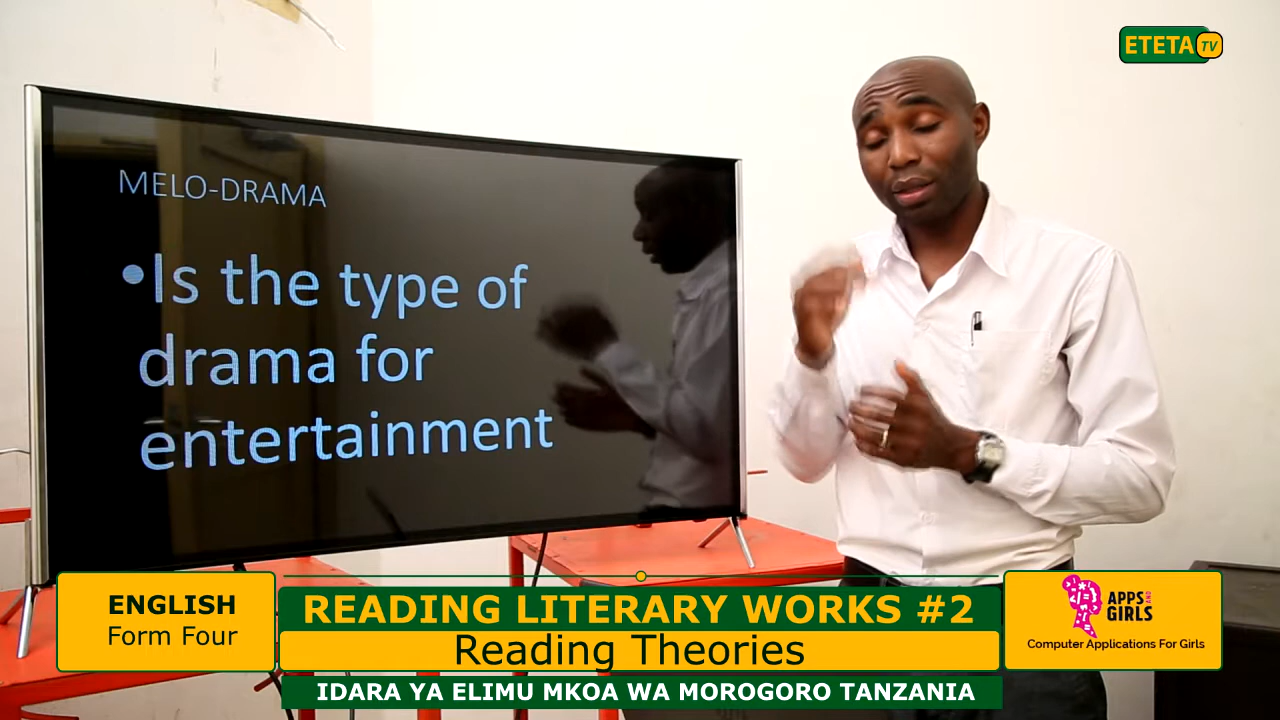 ETETA TV
MELO-DRAMA
•Is the type of
drama for
entertainment
ENGLISH
Form Four
READING LITERARY WORKS #2
Reading Theories
IDARA YA ELIMU MKOA WA MOROGORO TANZANIA
APPS AND
GIRLS
Computer Applications For Girls